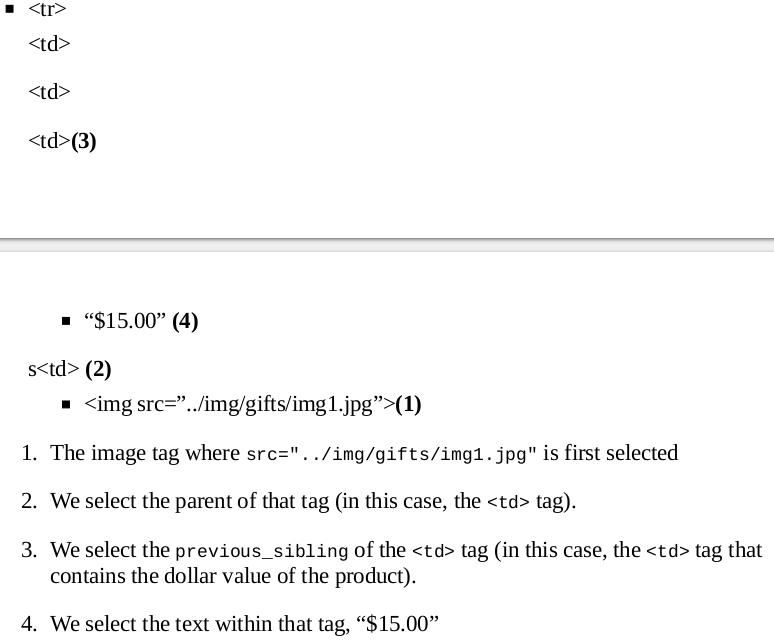 ▪ <tr>
<td>
<td>
<td>(3)
▪ “$15.00” (4)
s<td> (2)
▪ <img src=”../img/gifts/img1.jpg”>(1)
1. The image tag where src="../img/gifts/img1.jpg" is first selected
2. We select the parent of that tag (in this case, the <td> tag).
3. We select the previous_sibling of the <td> tag (in this case, the <td> tag that
contains the dollar value of the product).
4. We select the text within that tag, “$15.00”